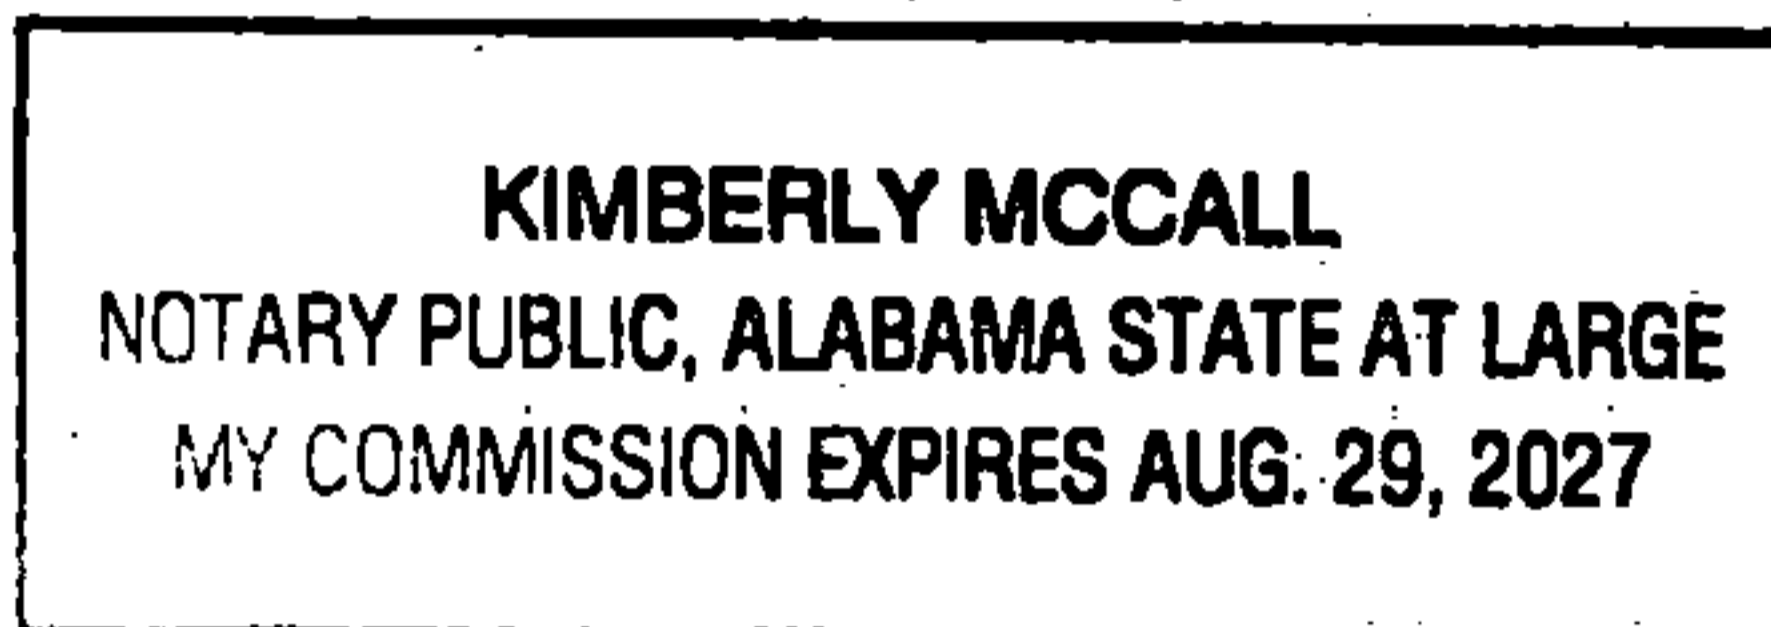 KIMBERLY MCCALL
NOTARY PUBLIC, ALABAMA STATE AT LARGE
MY COMMISSION EXPIRES AUG. 29, 2027